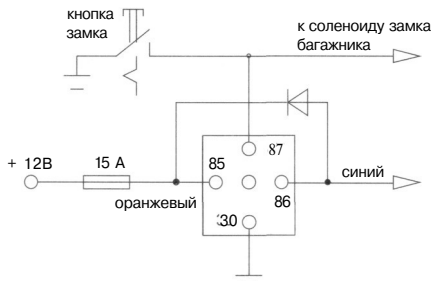 кнопка
замка
к соленоиду замка
багажника
87
+ 12В
15 А
85
синий
оранжевый
86
30